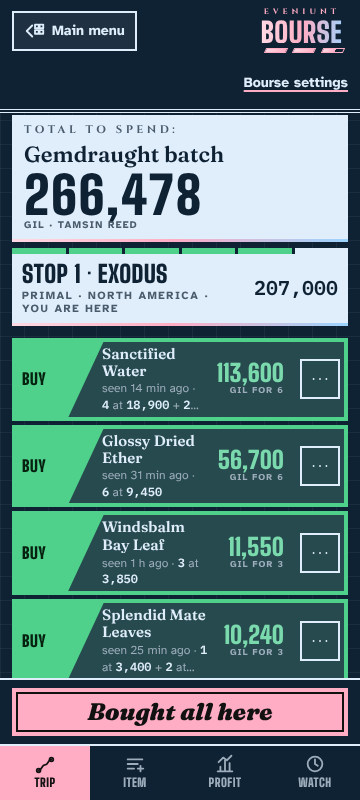 Main menu
EVENIUNT
BOURSE
Bourse settings
TOTAL TO SPEND:
Gemdraught batch
266,478
GIL · TAMSIN REED
STOP 1 · EXODUS
PRIMAL · NORTH AMERICA ·
YOU ARE HERE
207,000
BUY
Sanctified
Water
seen 14 min ago ·
4 at 18,900 + 2...
113,600
GIL FOR 6
...
BUY
Glossy Dried
Ether
seen 31 min ago ·
6 at 9,450
56,700
GIL FOR 6
...
BUY
Windsbalm
Bay Leaf
seen 1 h ago · 3 at
3,850
11,550
GIL FOR 3
...
BUY
Splendid Mate
Leaves
seen 25 min ago · 1
at 3,400 + 2 at...
10,240
GIL FOR 3
...
Bought all here
TRIP
ITEM
PROFIT
WATCH